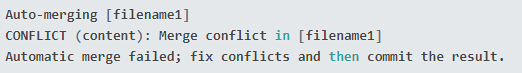 Auto-merging [filename1]
CONFLICT (content): Merge conflict in [filename1]
Automatic merge failed; fix conflicts and then commit the result.